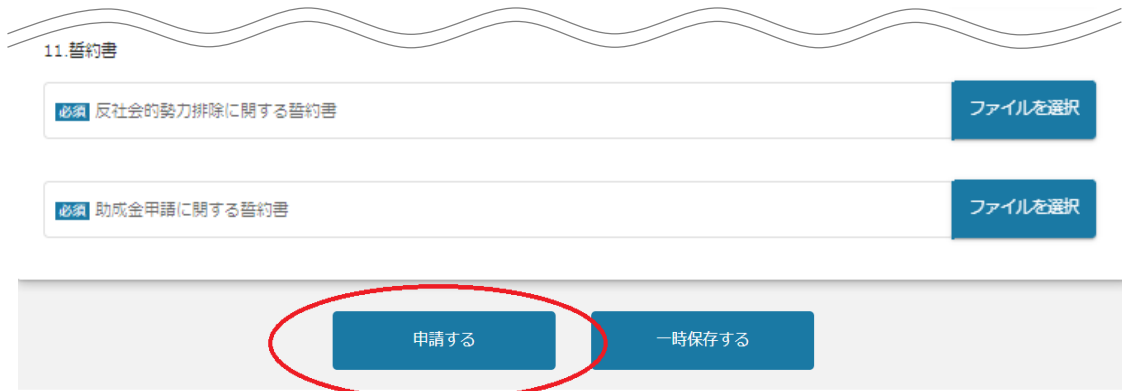 11.誓約書
必須 反社会的勢力排除に関する誓約書 ファイルを選択
必須 助成金申請に関する誓約書 ファイルを選択
申請する 一時保存する